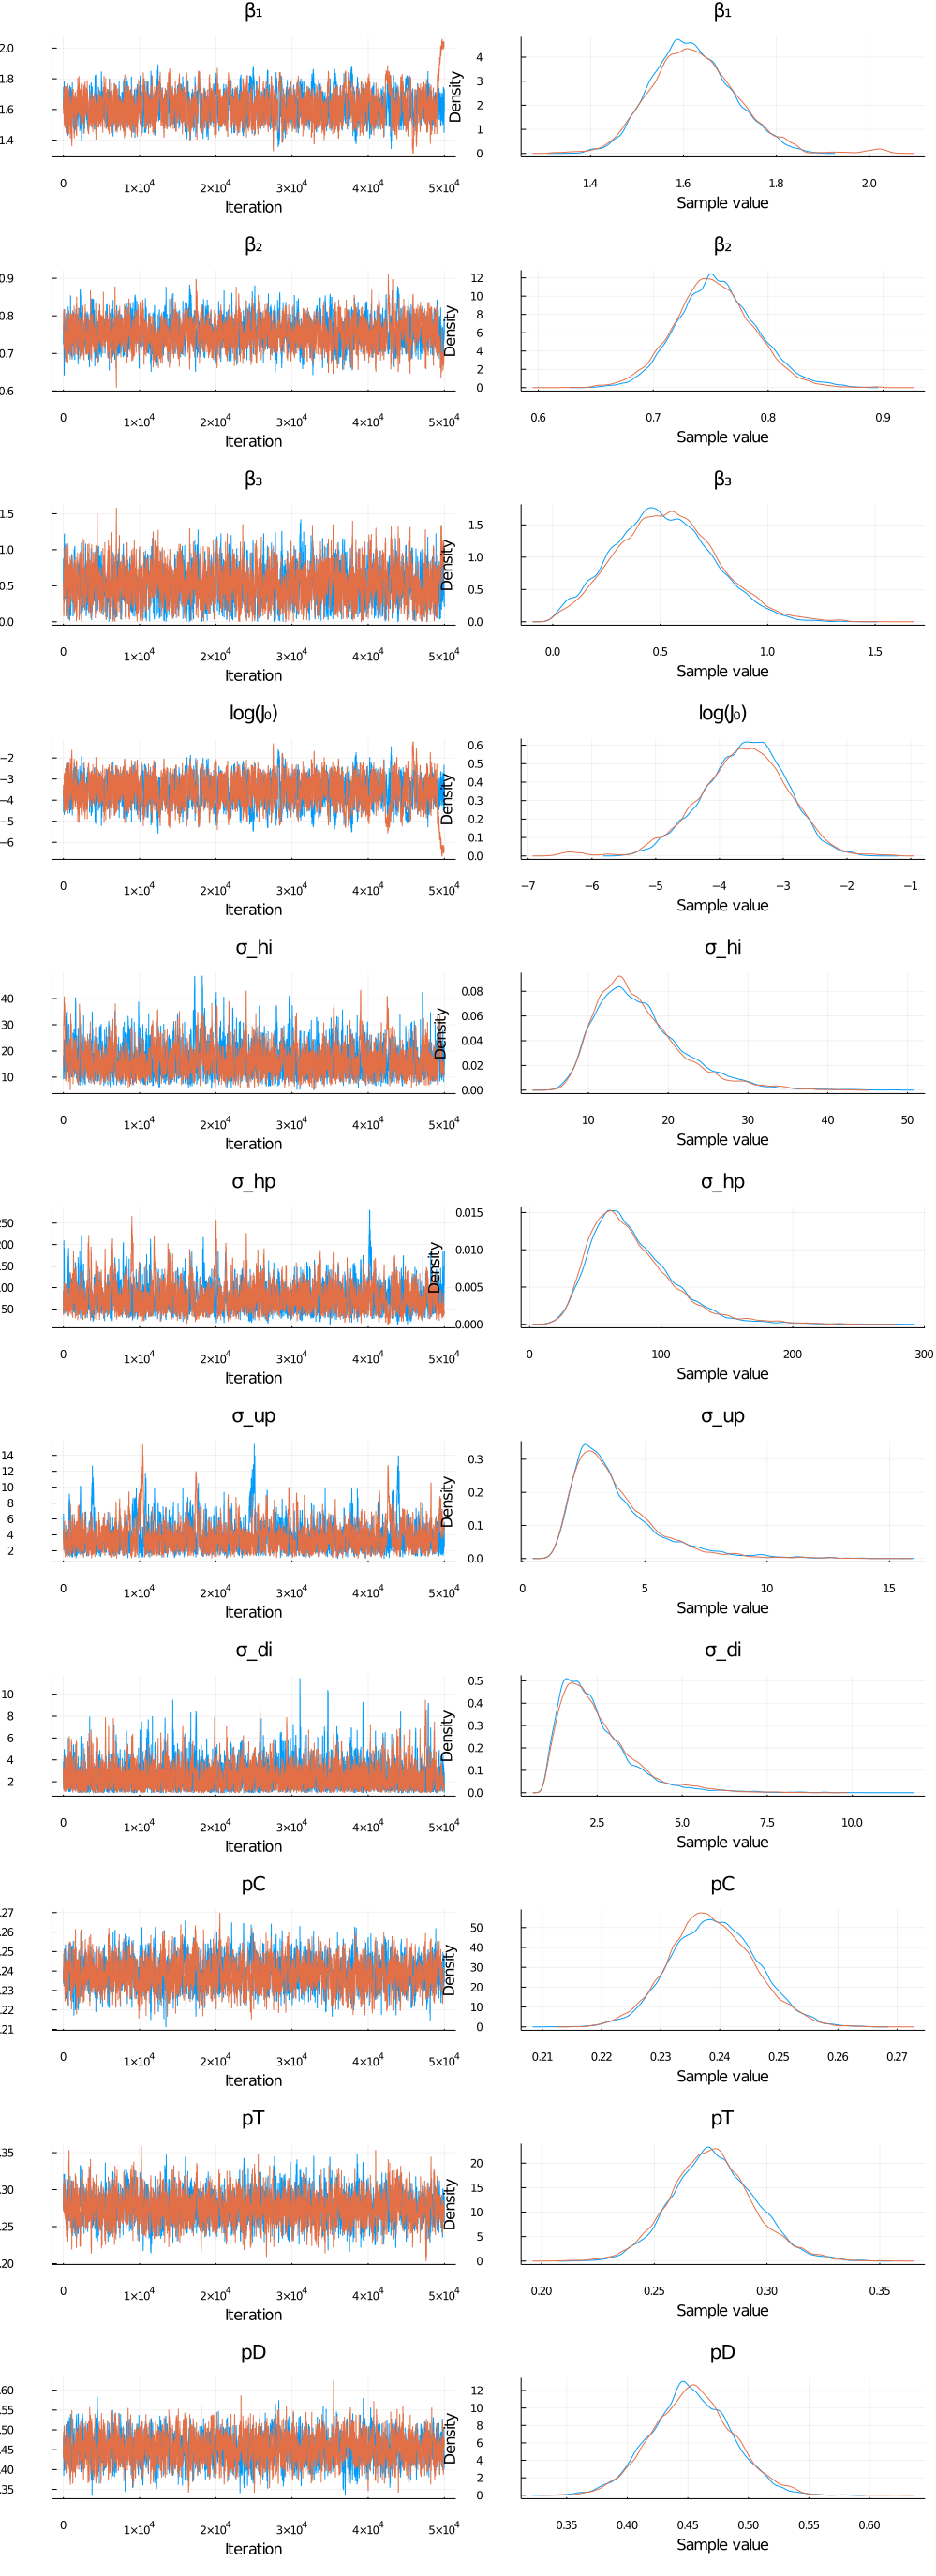 β₁
2.0
1.8
1.6
1.4
0 1×10⁴ 2×10⁴ 3×10⁴ 4×10⁴ 5×10⁴
Iteration
β₁
Density
4
3
2
1
0
1.4 1.6 1.8 2.0
Sample value
β₂
0.9
0.8
0.7
0.6
0 1×10⁴ 2×10⁴ 3×10⁴ 4×10⁴ 5×10⁴
Iteration
β₂
Density
12
10
8
6
4
2
0
0.6 0.7 0.8 0.9
Sample value
β₃
1.5
1.0
0.5
0.0
0 1×10⁴ 2×10⁴ 3×10⁴ 4×10⁴ 5×10⁴
Iteration
β₃
Density
1.5
1.0
0.5
0.0
0.0 0.5 1.0 1.5
Sample value
log(J₀)
−2
−3
−4
−5
−6
0 1×10⁴ 2×10⁴ 3×10⁴ 4×10⁴ 5×10⁴
Iteration
log(J₀)
Density
0.6
0.5
0.4
0.3
0.2
0.1
0.0
−7 −6 −5 −4 −3 −2 −1
Sample value
σ_hi
40
30
20
10
0 1×10⁴ 2×10⁴ 3×10⁴ 4×10⁴ 5×10⁴
Iteration
σ_hi
Density
0.08
0.06
0.04
0.02
0.00
10 20 30 40 50
Sample value
σ_hp
250
200
150
100
50
0 1×10⁴ 2×10⁴ 3×10⁴ 4×10⁴ 5×10⁴
Iteration
σ_hp
Density
0.015
0.010
0.005
0.000
0 100 200 300
Sample value
σ_up
14
12
10
8
6
4
2
0 1×10⁴ 2×10⁴ 3×10⁴ 4×10⁴ 5×10⁴
Iteration
σ_up
Density
0.3
0.2
0.1
0.0
0 5 10 15
Sample value
σ_di
10
8
6
4
2
0 1×10⁴ 2×10⁴ 3×10⁴ 4×10⁴ 5×10⁴
Iteration
σ_di
Density
0.5
0.4
0.3
0.2
0.1
0.0
2.5 5.0 7.5 10.0
Sample value
pC
.27
.26
.25
.24
.23
.22
.21
0 1×10⁴ 2×10⁴ 3×10⁴ 4×10⁴ 5×10⁴
Iteration
pC
Density
50
40
30
20
10
0
0.21 0.22 0.23 0.24 0.25 0.26 0.27
Sample value
pT
.35
.30
.25
.20
0 1×10⁴ 2×10⁴ 3×10⁴ 4×10⁴ 5×10⁴
Iteration
pT
Density
20
15
10
5
0
0.20 0.25 0.30 0.35
Sample value
pD
.60
.55
.50
.45
.40
.35
0 1×10⁴ 2×10⁴ 3×10⁴ 4×10⁴ 5×10⁴
Iteration
pD
Density
12
10
8
6
4
2
0
0.35 0.40 0.45 0.50 0.55 0.60
Sample value